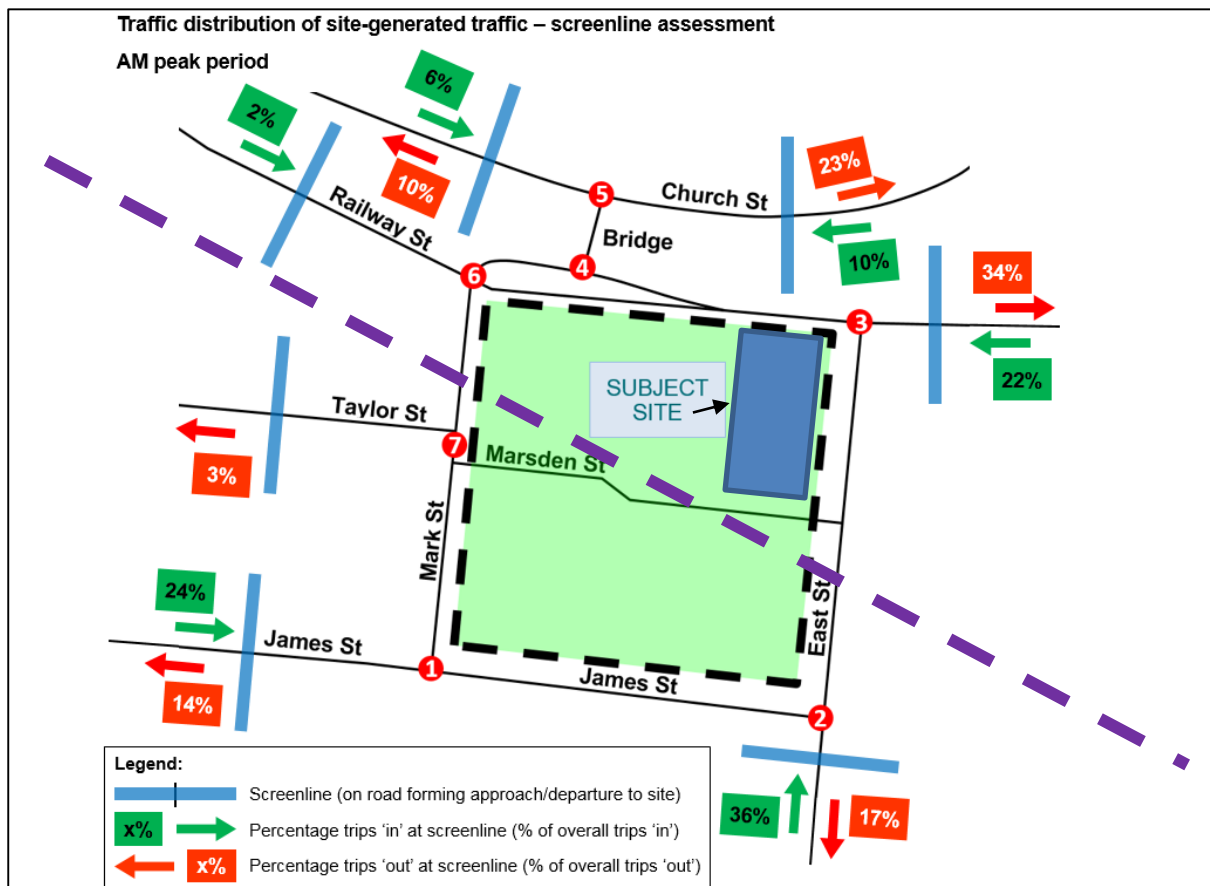 Traffic distribution of site-generated traffic – screenline assessment
AM peak period
6%
2%
10%
23%
Church St
10%
Railway St
5
Bridge
4
6
34%
3
22%
SUBJECT
SITE
Taylor St
7
Marsden St
3%
Mark St
East St
24%
James St
1
James St
14%
2
36%
17%
Legend:
Screenline (on road forming approach/departure to site)
x%
Percentage trips ‘in’ at screenline (% of overall trips ‘in’)
x%
Percentage trips ‘out’ at screenline (% of overall trips ‘out’)